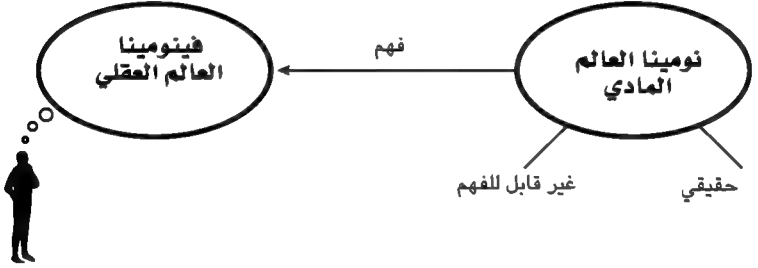 نومينا العالم
المادي
فهم
فينومينا
العالم العقلي
حقيقي
غير قابل للفهم